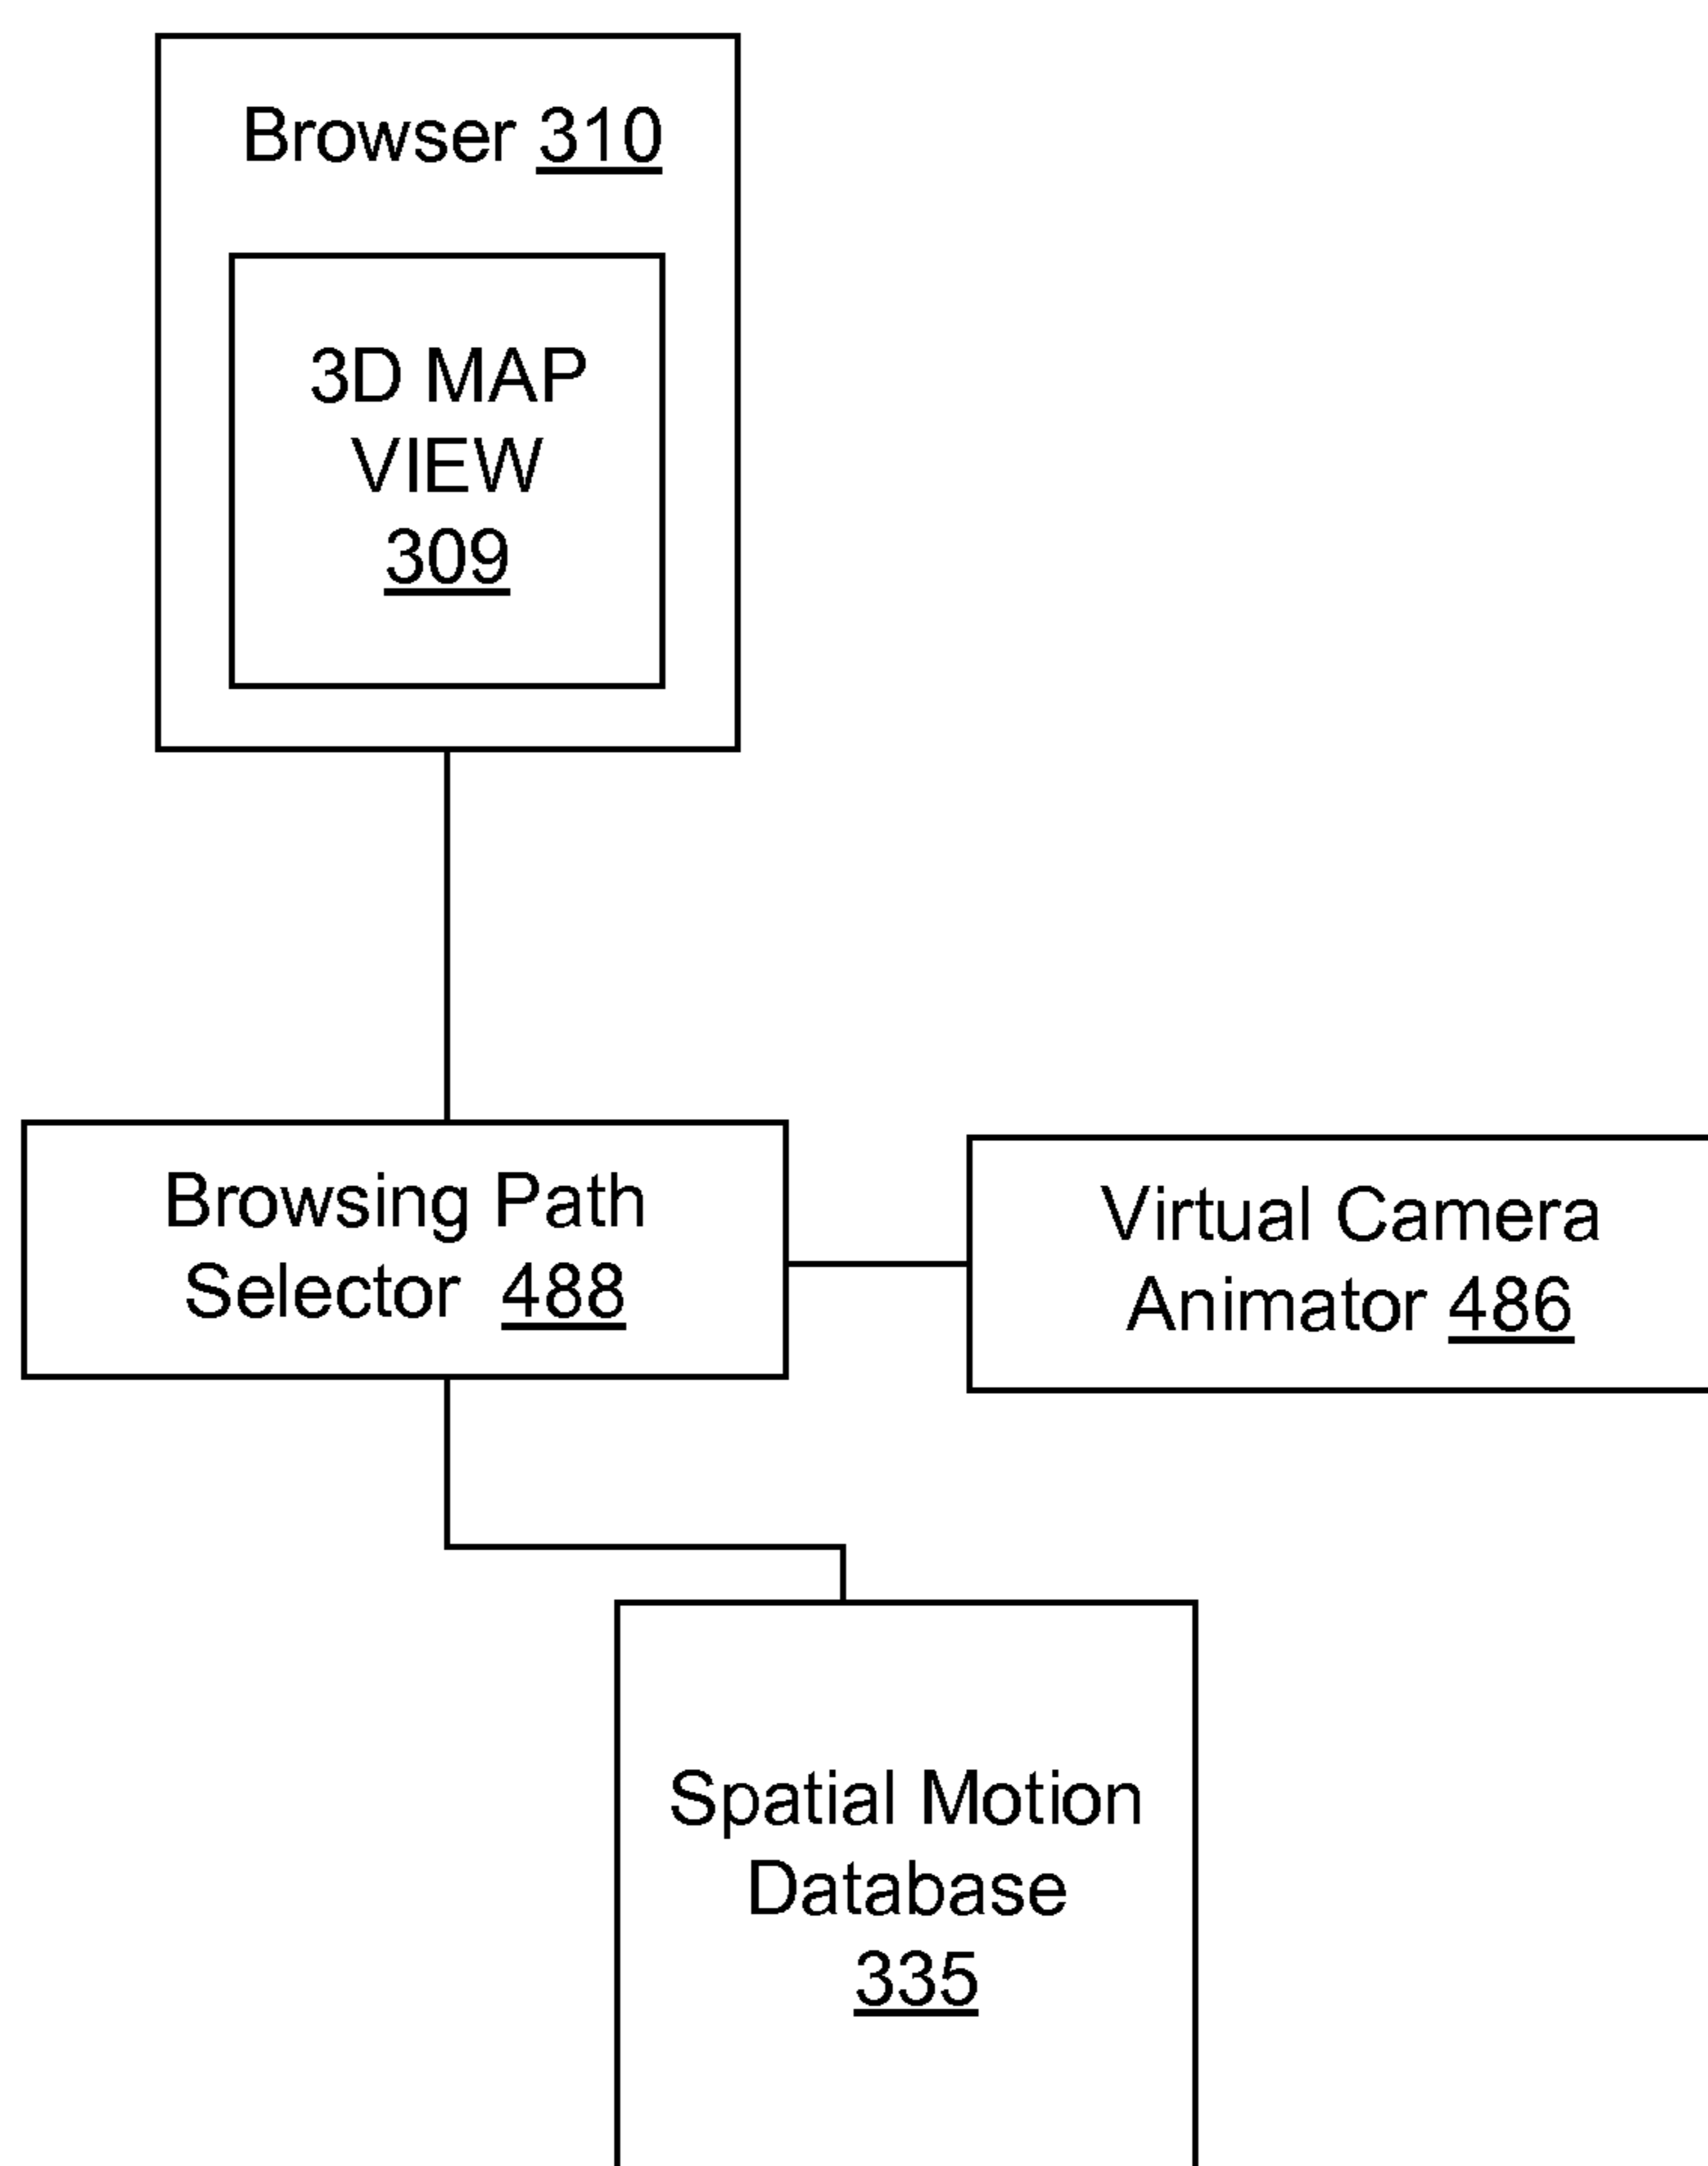 Browser 310
3D MAP
VIEW
309
Browsing Path
Selector 488
Virtual Camera
Animator 486
Spatial Motion
Database
335